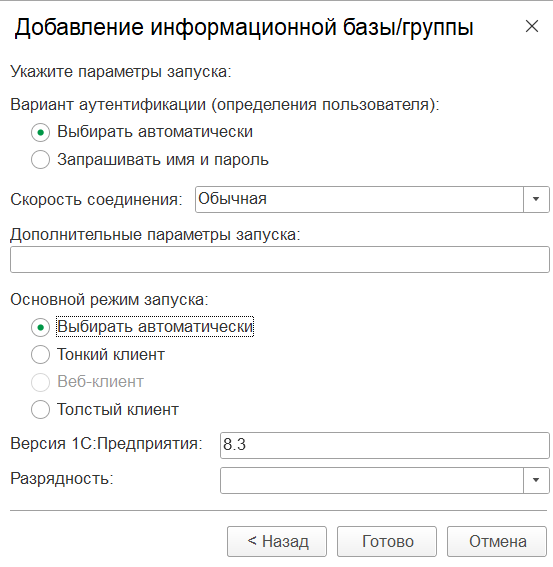 Добавление информационной базы/группы
Укажите параметры запуска:
Вариант аутентификации (определения пользователя):
Выбирать автоматически
Запрашивать имя и пароль
Скорость соединения: Обычная
Дополнительные параметры запуска:
Основной режим запуска:
Выбирать автоматически
Тонкий клиент
Веб-клиент
Толстый клиент
Версия 1С:Предприятия: 8.3
Разрядность:
< Назад Готово Отмена